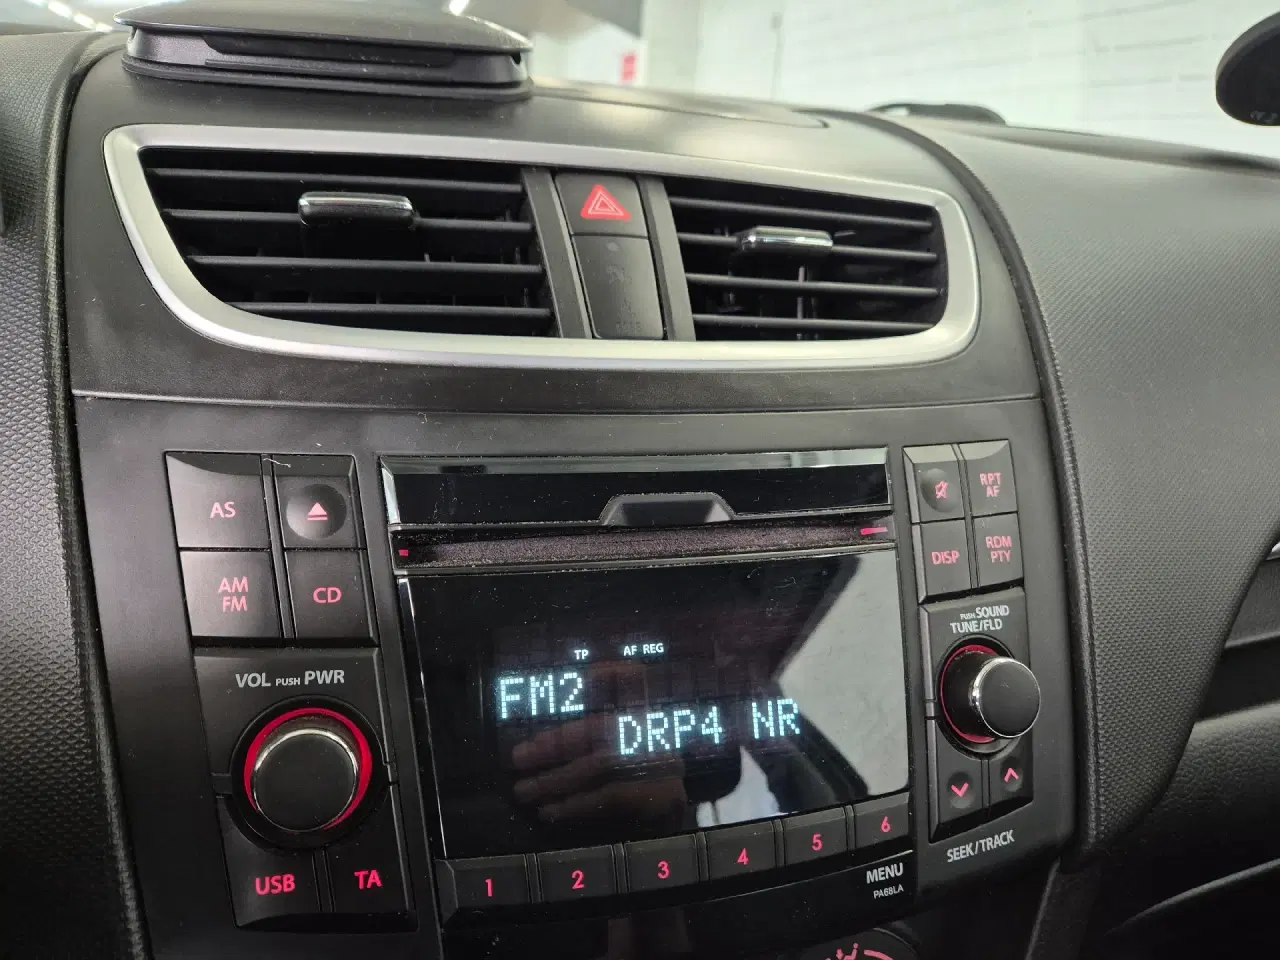 AS
AM
FM
CD
VOL PUSH PWR
USB
TA
TP
AF REG
FM2
DRP4 NR
1
2
3
4
5
6
MENU
PA68LA
RPT
AF
DISP
RDM
PTY
PUSH SOUND
TUNE/FLD
SEEK/TRACK